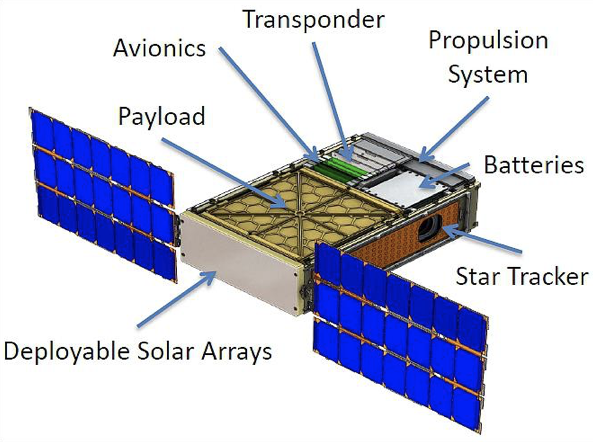 Transponder
Avionics
Propulsion
System
Payload
Batteries
Star Tracker
Deployable Solar Arrays